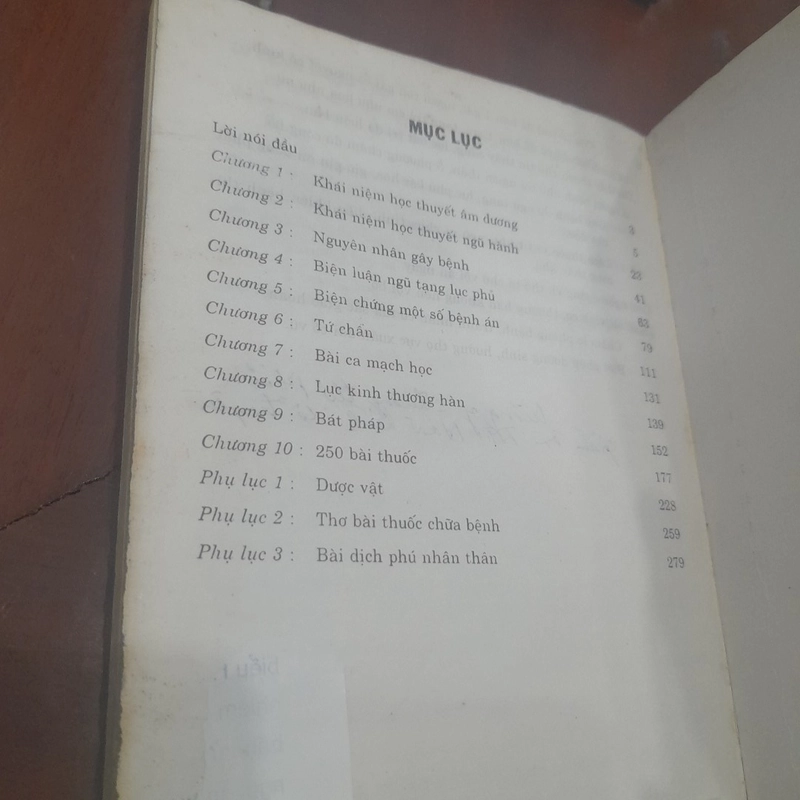 MỤC LỤC
Lời nói đầu 3
Chương 1 : Khái niệm học thuyết âm dương 5
Chương 2 : Khái niệm học thuyết ngũ hành 23
Chương 3 : Nguyên nhân gây bệnh 41
Chương 4 : Biện luận ngũ tạng lục phủ 63
Chương 5 : Biện chứng một số bệnh án 79
Chương 6 : Tứ chẩn 111
Chương 7 : Bài ca mạch học 131
Chương 8 : Lục kinh thương hàn 139
Chương 9 : Bát pháp 152
Chương 10 : 250 bài thuốc 177
Phụ lục 1 : Dược vật 228
Phụ lục 2 : Thơ bài thuốc chữa bệnh 259
Phụ lục 3 : Bài dịch phú nhân thân 279